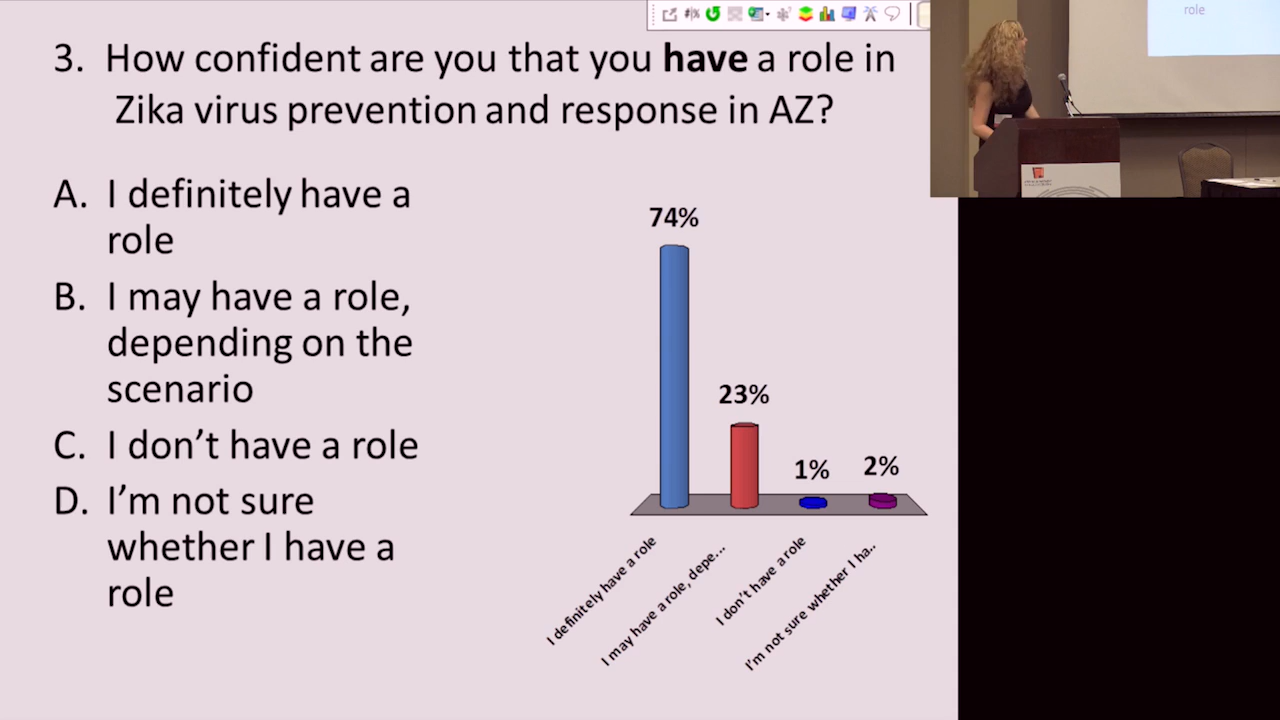 3. How confident are you that you have a role in
Zika virus prevention and response in AZ?
A. I definitely have a
role
B. I may have a role,
depending on the
scenario
C. I don't have a role
D. I'm not sure
whether I have a
role
74%
23%
1%
2%
I definitely have a role
I may have a role, depe...
I don't have a role
I'm not sure whether I ha..
role